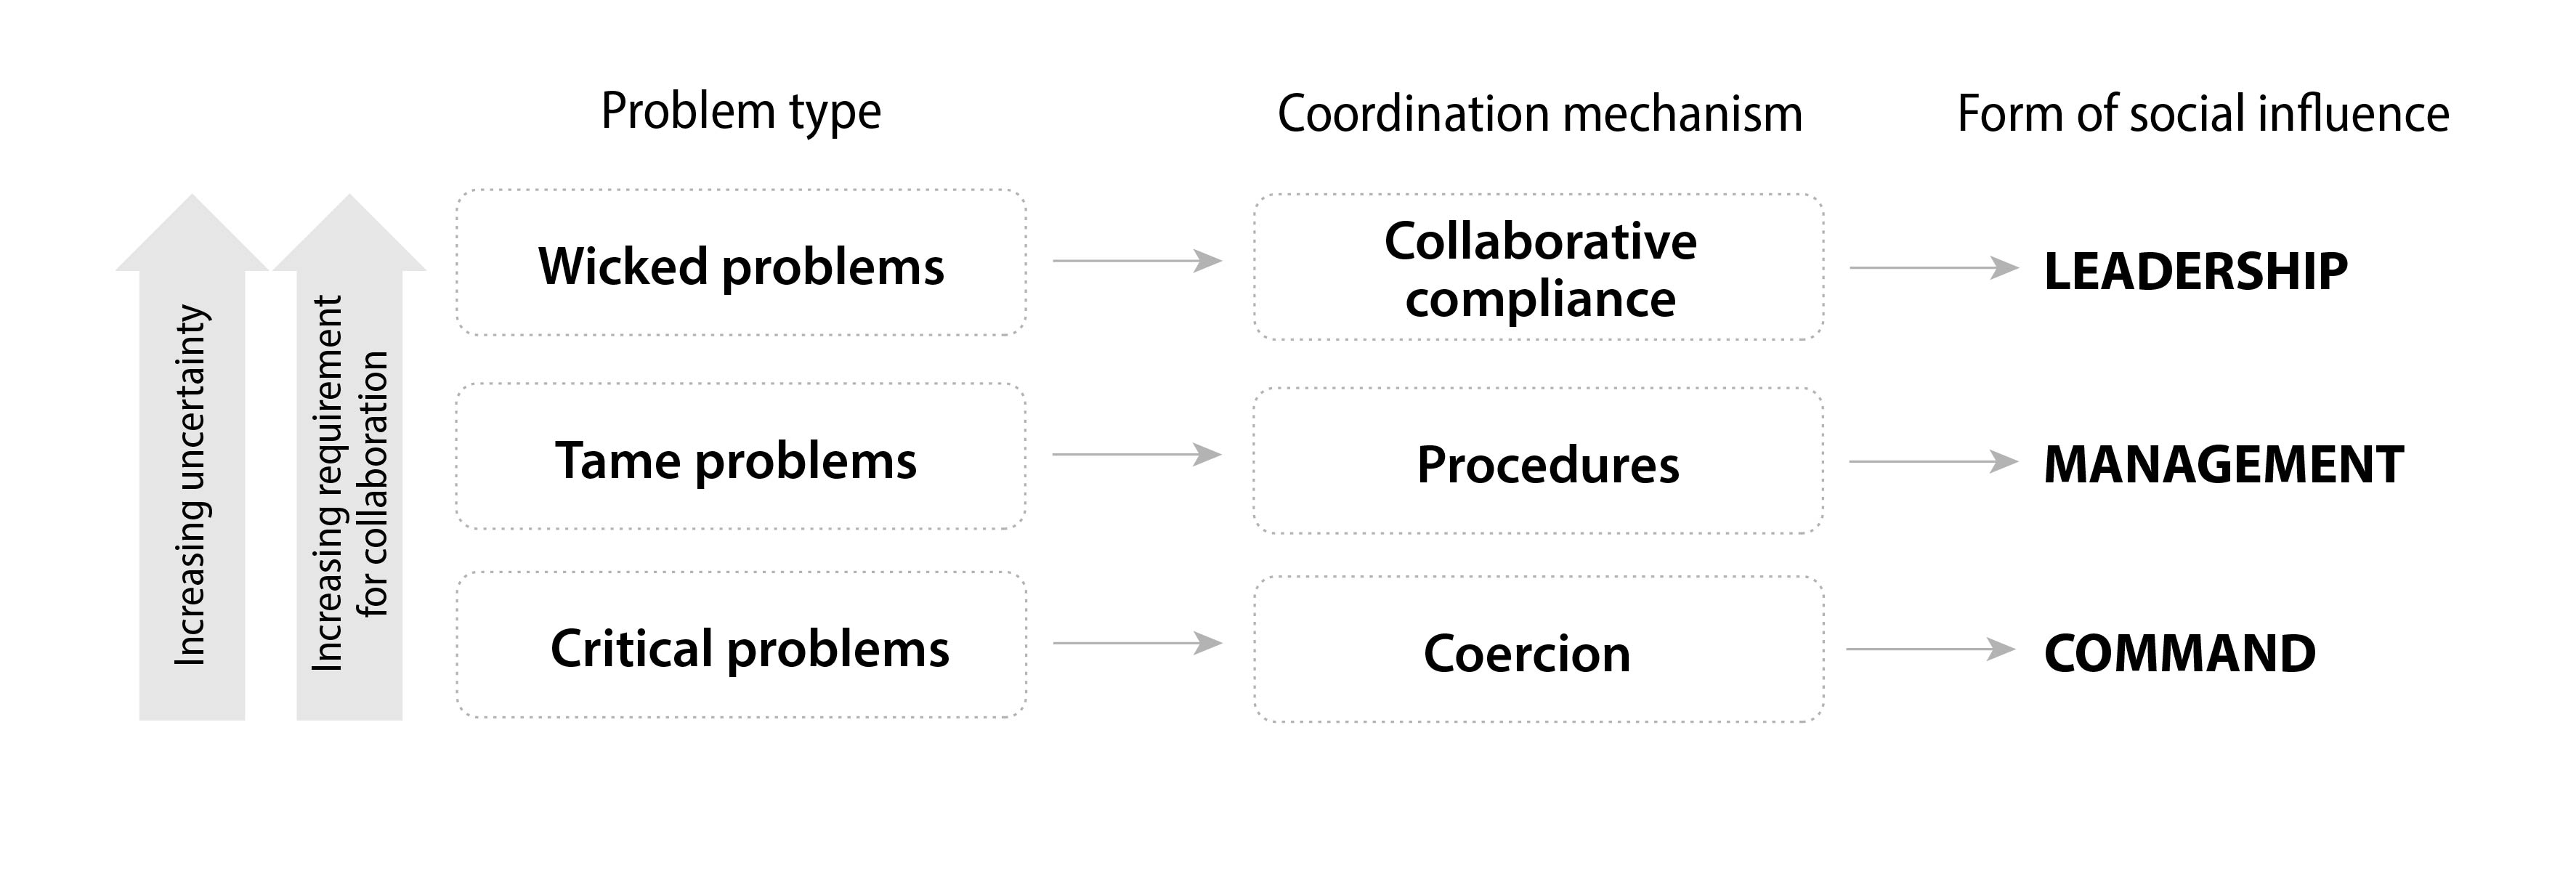 Problem type
Coordination mechanism
Form of social influence
Increasing uncertainty
Increasing requirement
for collaboration
Wicked problems
Collaborative
compliance
LEADERSHIP
Tame problems
Procedures
MANAGEMENT
Critical problems
Coercion
COMMAND